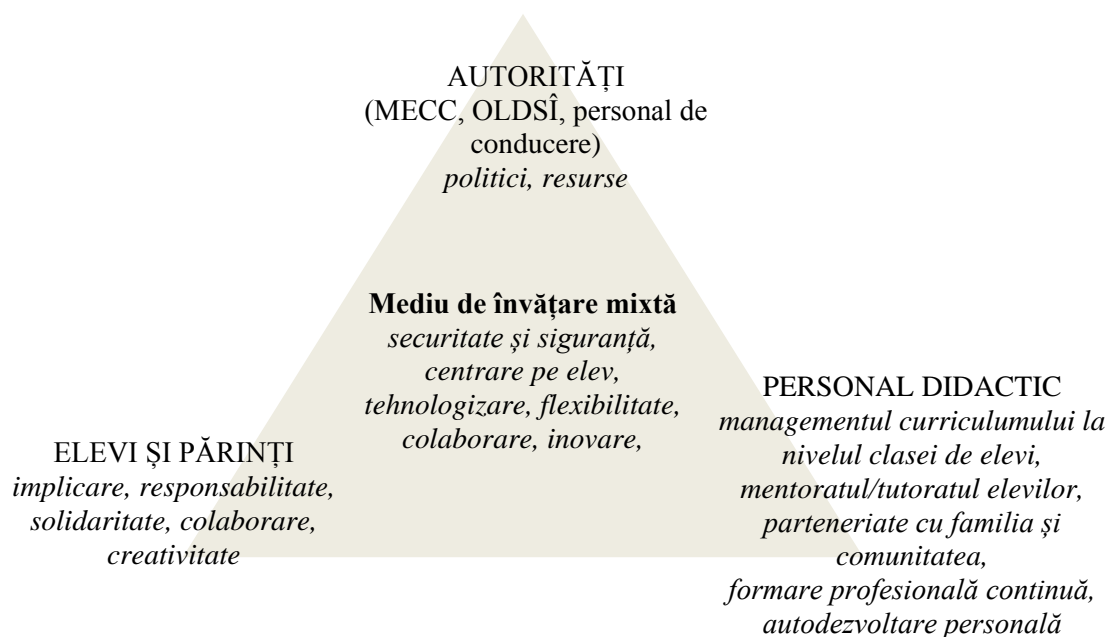 AUTORITĂȚI
(MECC, OLDSÎ, personal de
conducere)
politici, resurse
Mediu de învățare mixtă
securitate și siguranță,
centrare pe elev,
tehnologizare, flexibilitate,
colaborare, inovare,
ELEVI ȘI PĂRINȚI
implicare, responsabilitate,
solidaritate, colaborare,
creativitate
PERSONAL DIDACTIC
managementul curriculumului la
nivelul clasei de elevi,
mentoratul/tutoratul elevilor,
parteneriate cu familia și
comunitatea,
formare profesională continuă,
autodezvoltare personală